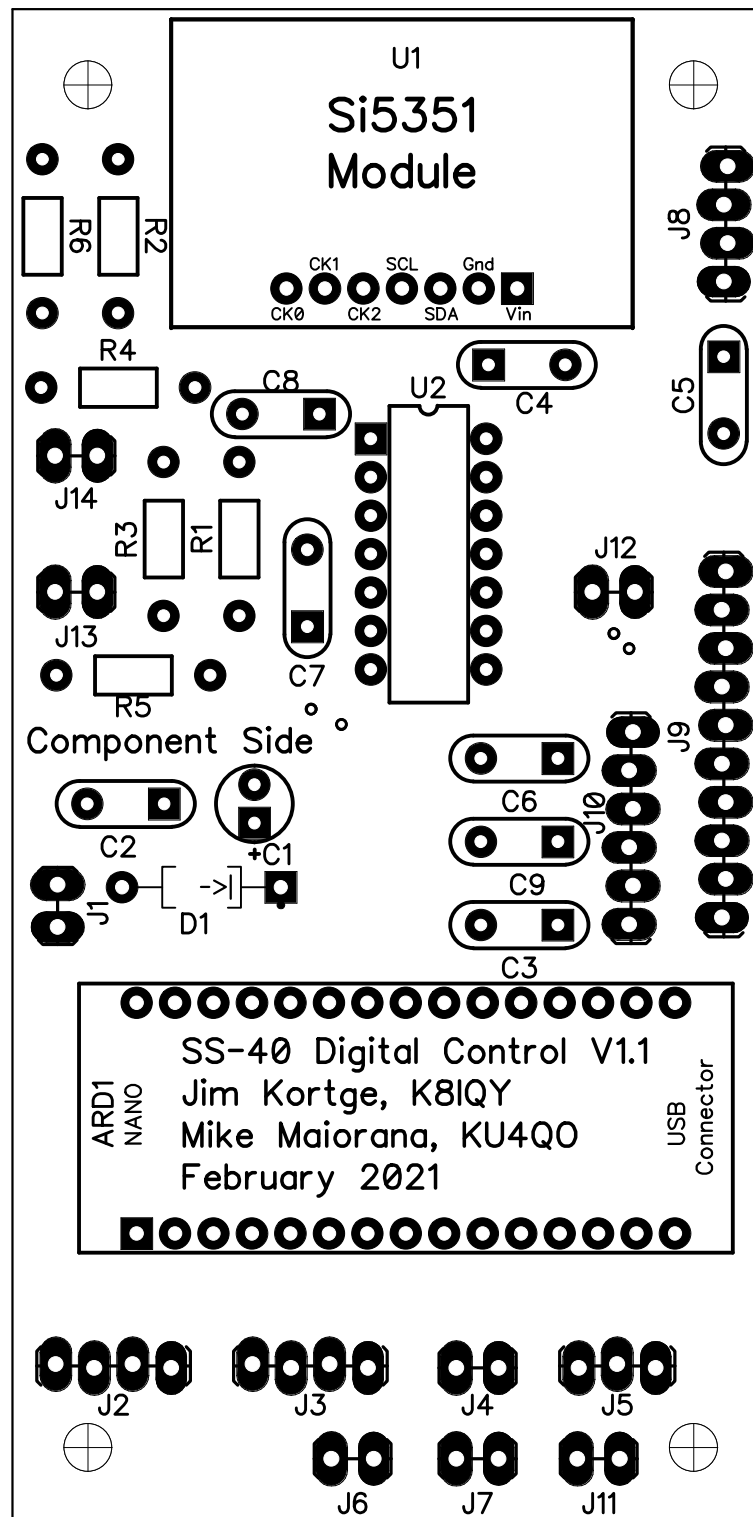 U1
Si5351
Module
CK1 SCL Gnd
CK0 CK2 SDA Vin
R6
R2
J8
R4
C8
U2
C4
C5
J14
R3
R1
J12
J13
C7
R5
J9
Component Side
C6
J10
C2
+C1
C9
J1
D1
->|
C3
SS-40 Digital Control V1.1
Jim Kortge, K8IQY
Mike Maiorana, KU4QO
February 2021
ARD1
NANO
USB
Connector
J2
J3
J4
J5
J6
J7
J11